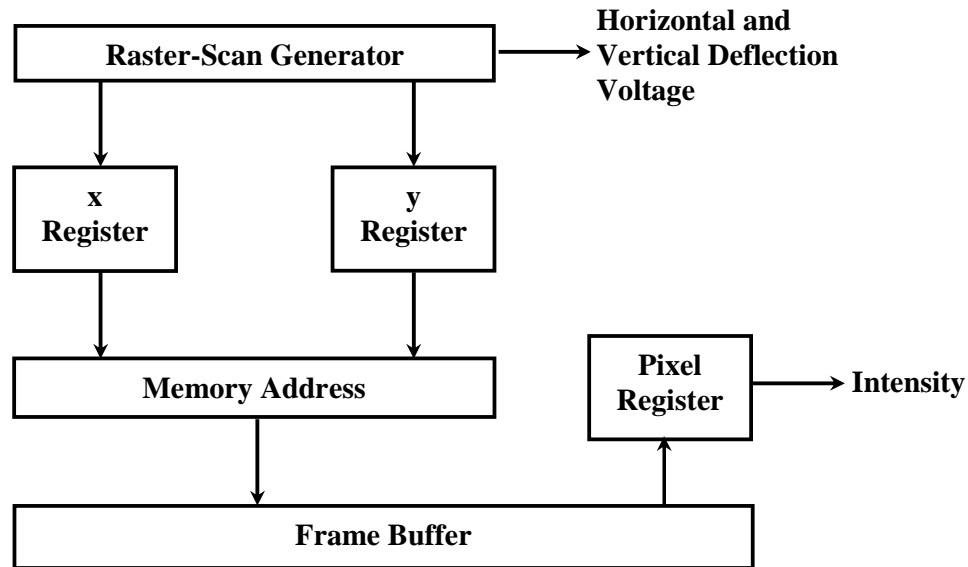 Raster-Scan Generator
Horizontal and
Vertical Deflection
Voltage
x
Register
y
Register
Memory Address
Pixel
Register
Intensity
Frame Buffer